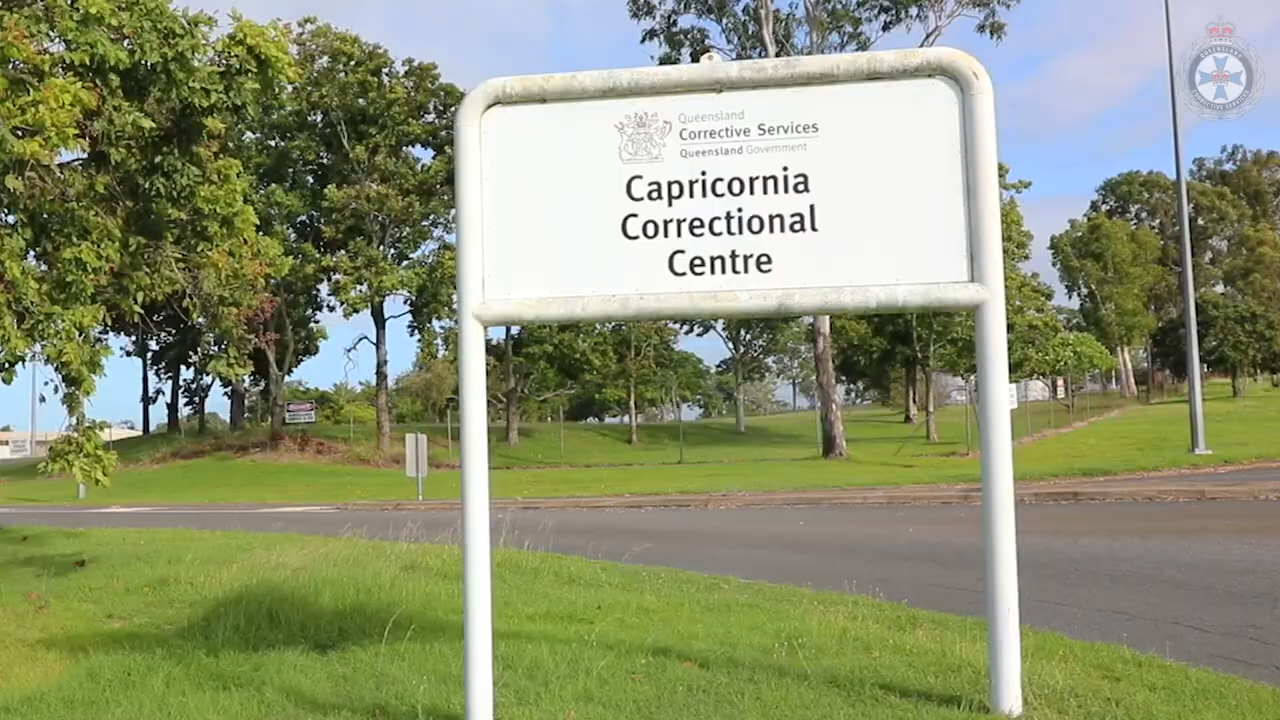 Queensland
Corrective Services
Queensland Government
Capricornia
Correctional
Centre